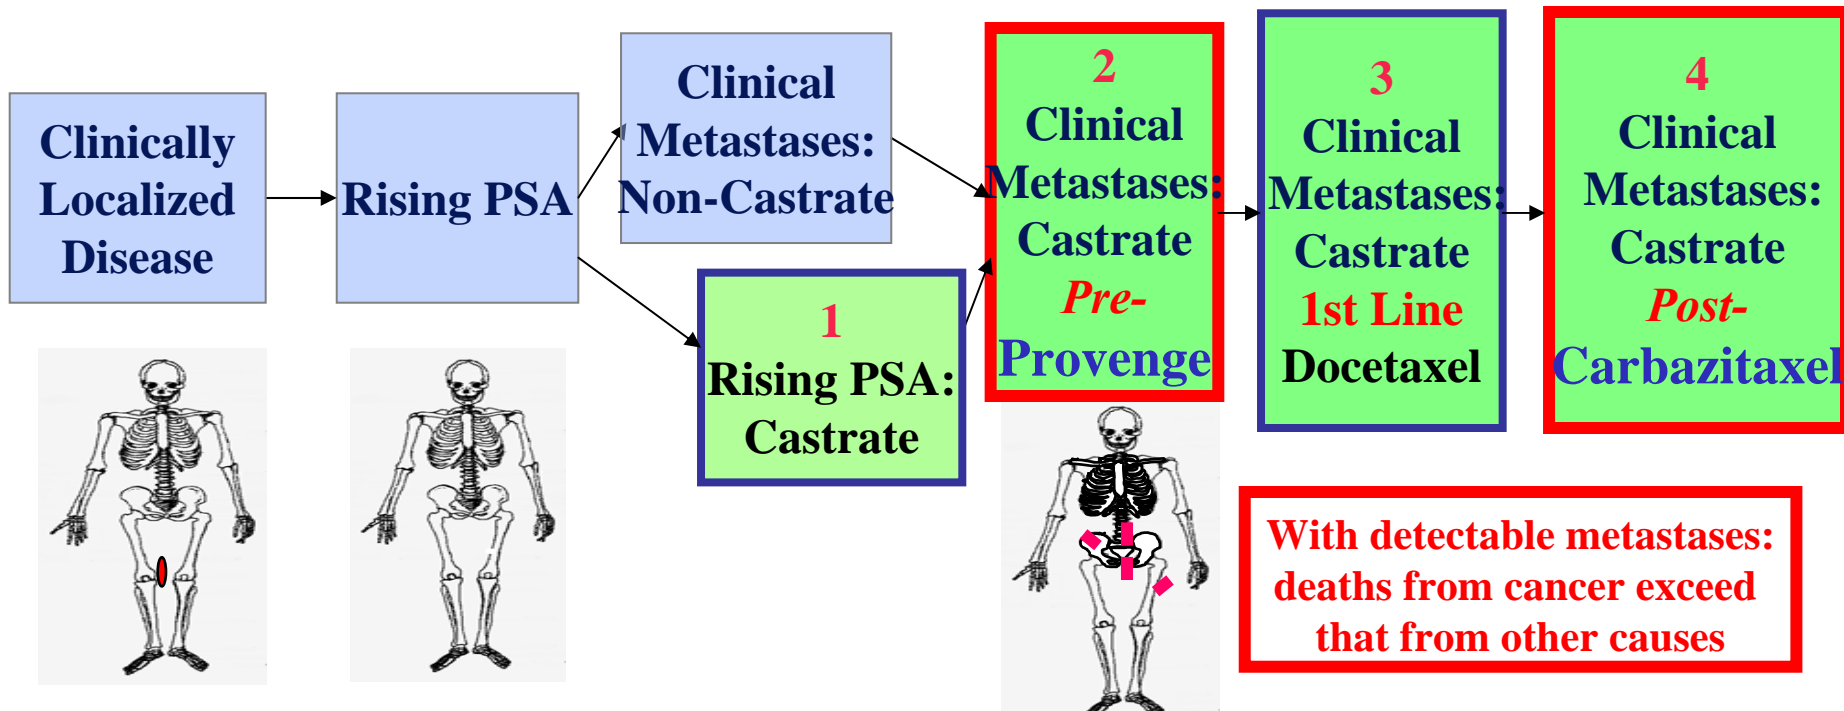 Clinically
Localized
Disease
Rising PSA
Clinical
Metastases:
Non-Castrate
1
Rising PSA:
Castrate
2
Clinical
Metastases:
Castrate
Pre-
Provenge
3
Clinical
Metastases:
Castrate
1st Line
Docetaxel
4
Clinical
Metastases:
Castrate
Post-
Carbazitaxel
With detectable metastases:
deaths from cancer exceed
that from other causes